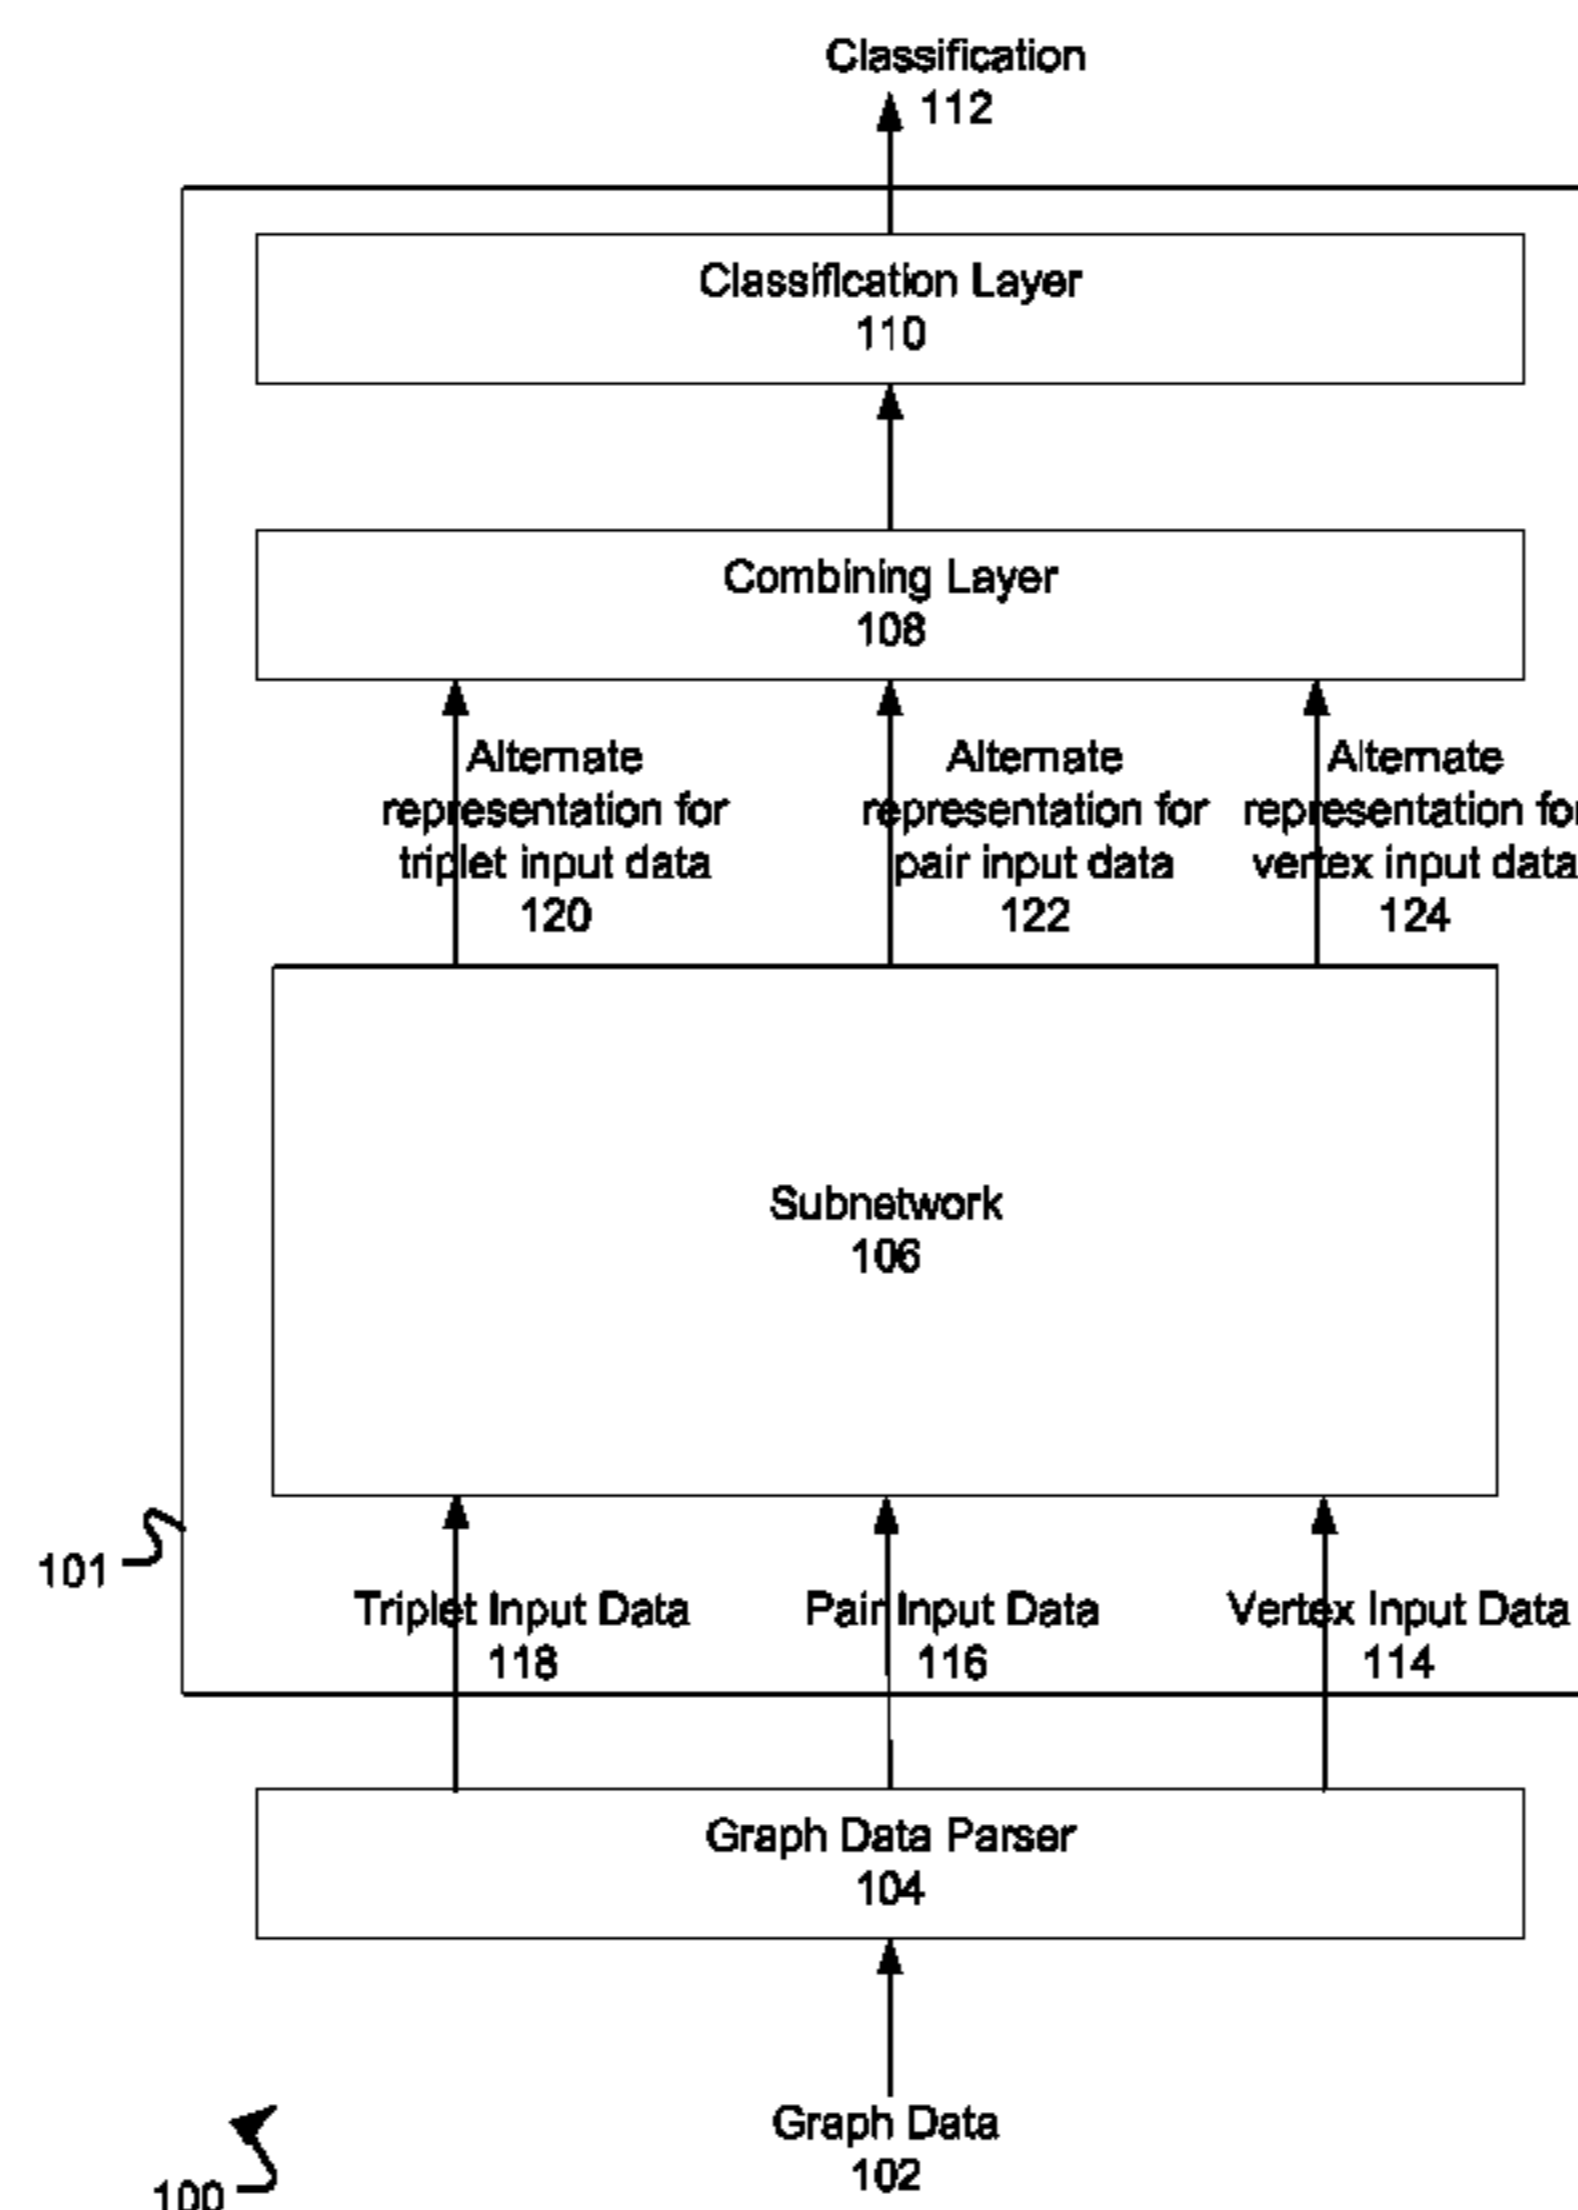 Classification
112
Classification Layer
110
Combining Layer
108
Alternate
representation for
triplet input data
120
Alternate
representation for
pair input data
122
Alternate
representation for
vertex input data
124
Subnetwork
106
101
Triplet Input Data
118
Pair Input Data
116
Vertex Input Data
114
Graph Data Parser
104
Graph Data
102
100